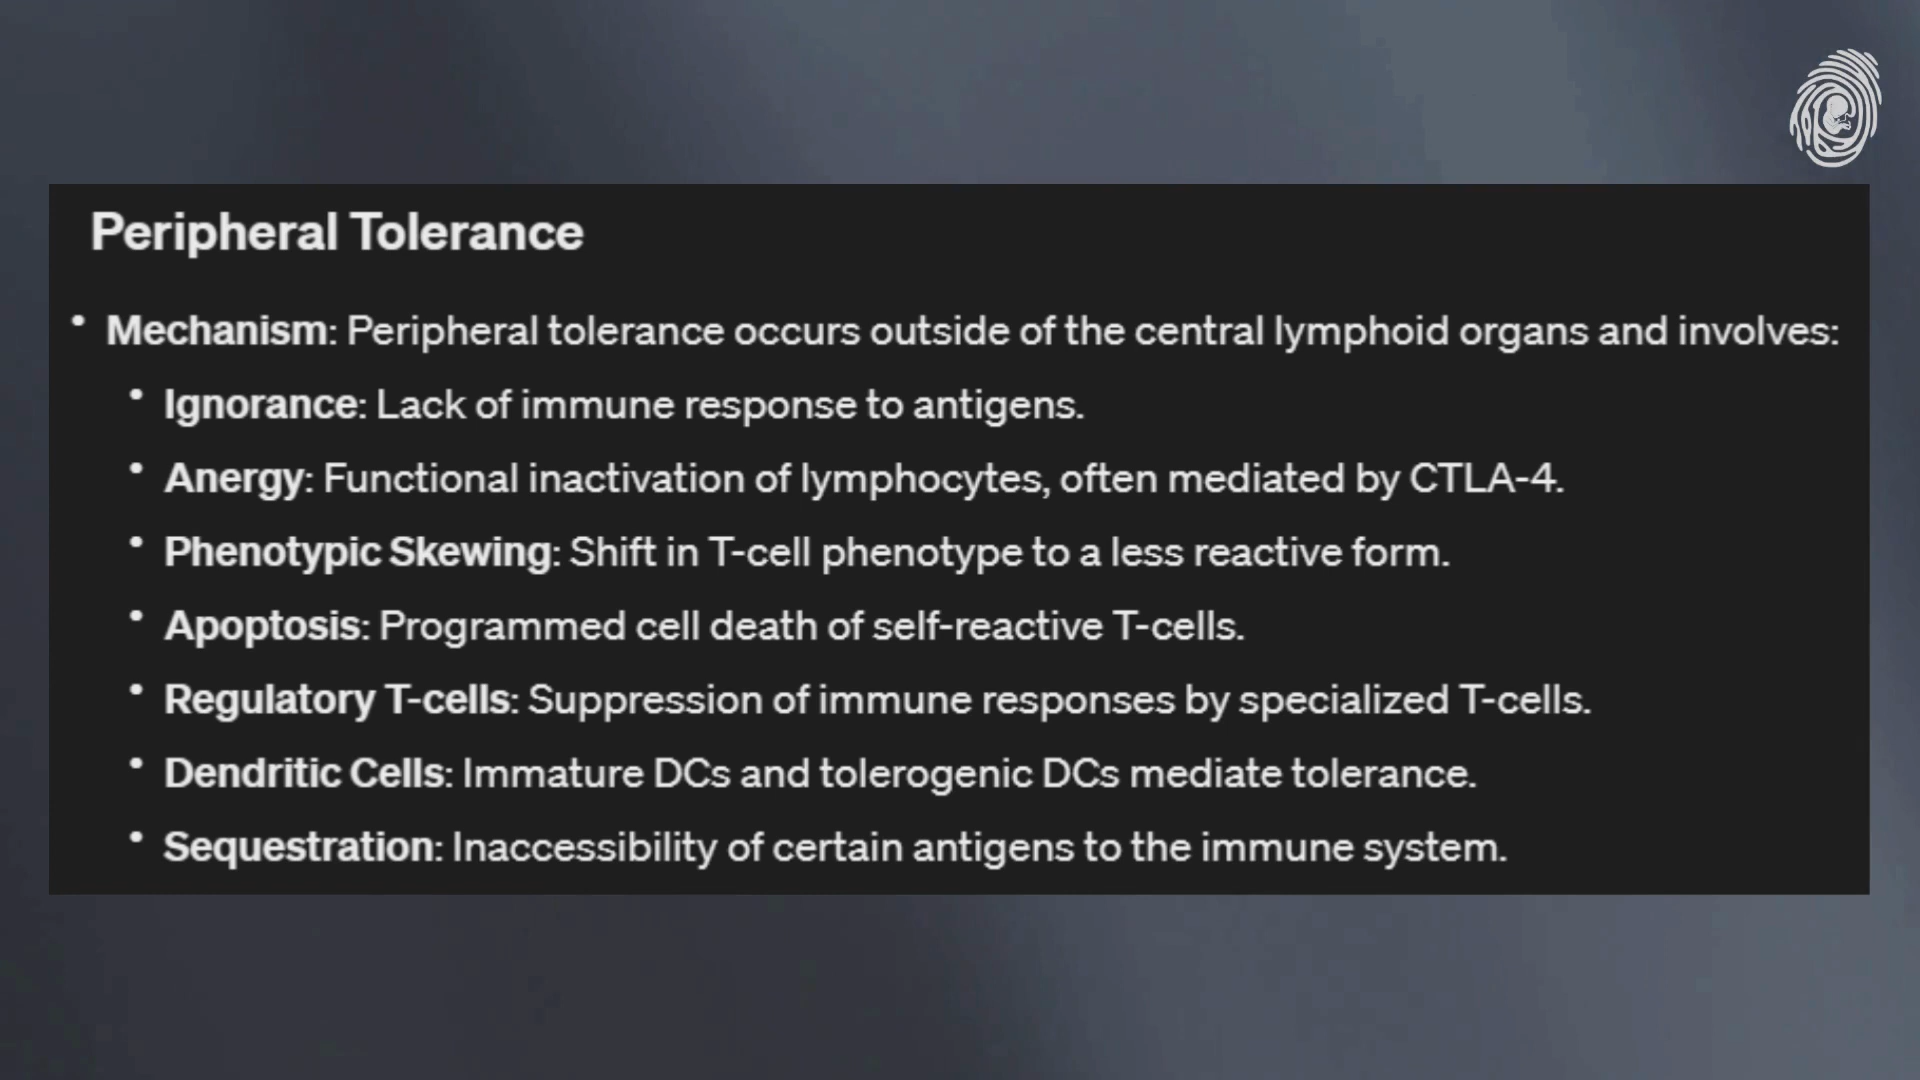 Peripheral Tolerance
• Mechanism: Peripheral tolerance occurs outside of the central lymphoid organs and involves:
• Ignorance: Lack of immune response to antigens.
• Anergy: Functional inactivation of lymphocytes, often mediated by CTLA-4.
• Phenotypic Skewing: Shift in T-cell phenotype to a less reactive form.
• Apoptosis: Programmed cell death of self-reactive T-cells.
• Regulatory T-cells: Suppression of immune responses by specialized T-cells.
• Dendritic Cells: Immature DCs and tolerogenic DCs mediate tolerance.
• Sequestration: Inaccessibility of certain antigens to the immune system.